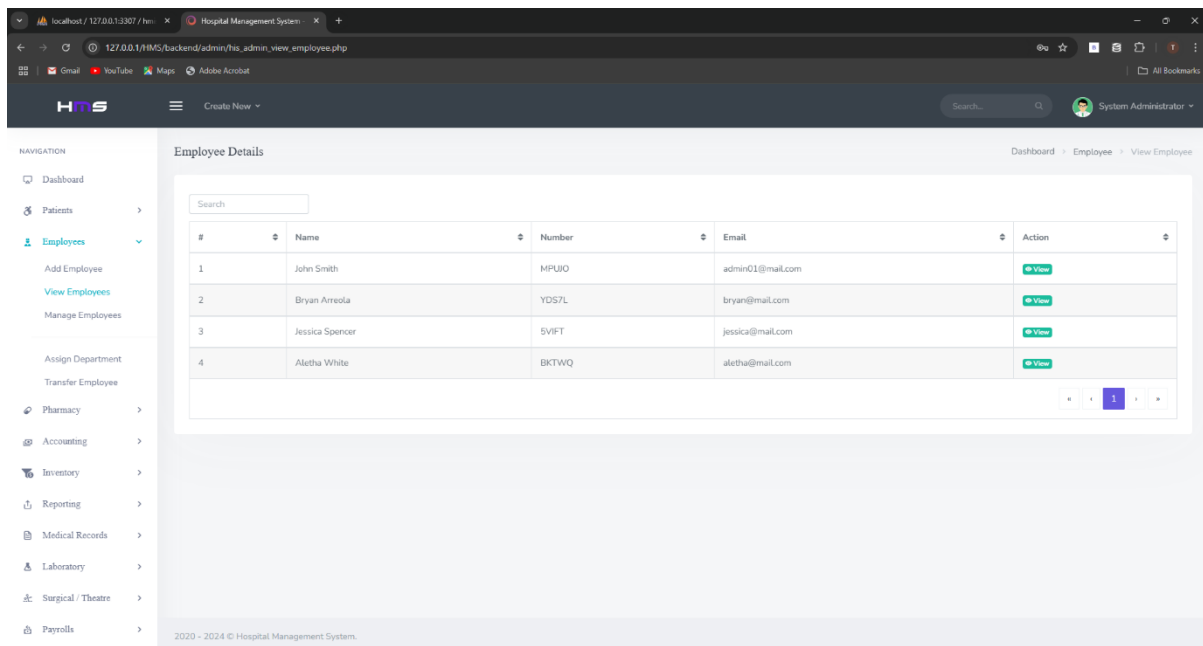 localhost / 127.0.0.1:3307 / hm
Hospital Management System -
127.0.0.1/HMS/backend/admin/his_admin_view_employee.php
Gmail
YouTube
Maps
Adobe Acrobat
All Bookmarks
HMS
Create New
Search...
System Administrator
NAVIGATION
Dashboard
Patients
Employees
Add Employee
View Employees
Manage Employees
Assign Department
Transfer Employee
Pharmacy
Accounting
Inventory
Reporting
Medical Records
Laboratory
Surgical / Theatre
Payrolls
Employee Details
Dashboard > Employee > View Employee
Search
# Name Number Email Action
1 John Smith MPUJO admin01@mail.com View
2 Bryan Arreola YDS7L bryan@mail.com View
3 Jessica Spencer 5VIFT jessica@mail.com View
4 Aletha White BKTWQ aletha@mail.com View
« ‹ 1 › »
2020 - 2024 © Hospital Management System.